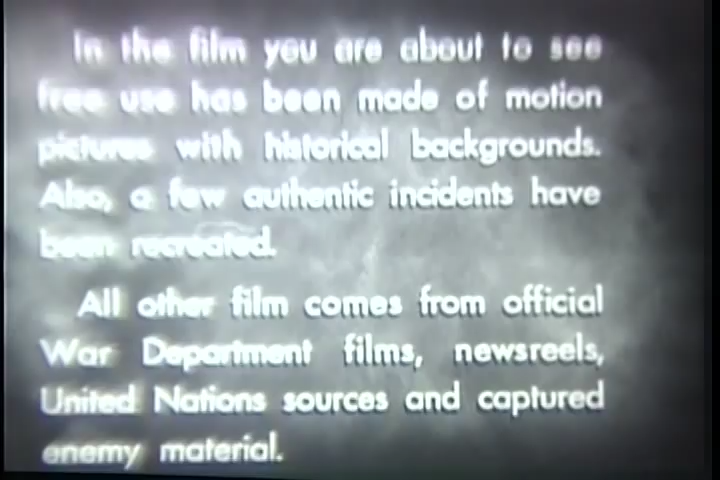 In the film you are about to see
free use has been made of motion
pictures with historical backgrounds.
Also, a few authentic incidents have
been recreated.
All other film comes from official
War Department films, newsreels,
United Nations sources and captured
enemy material.